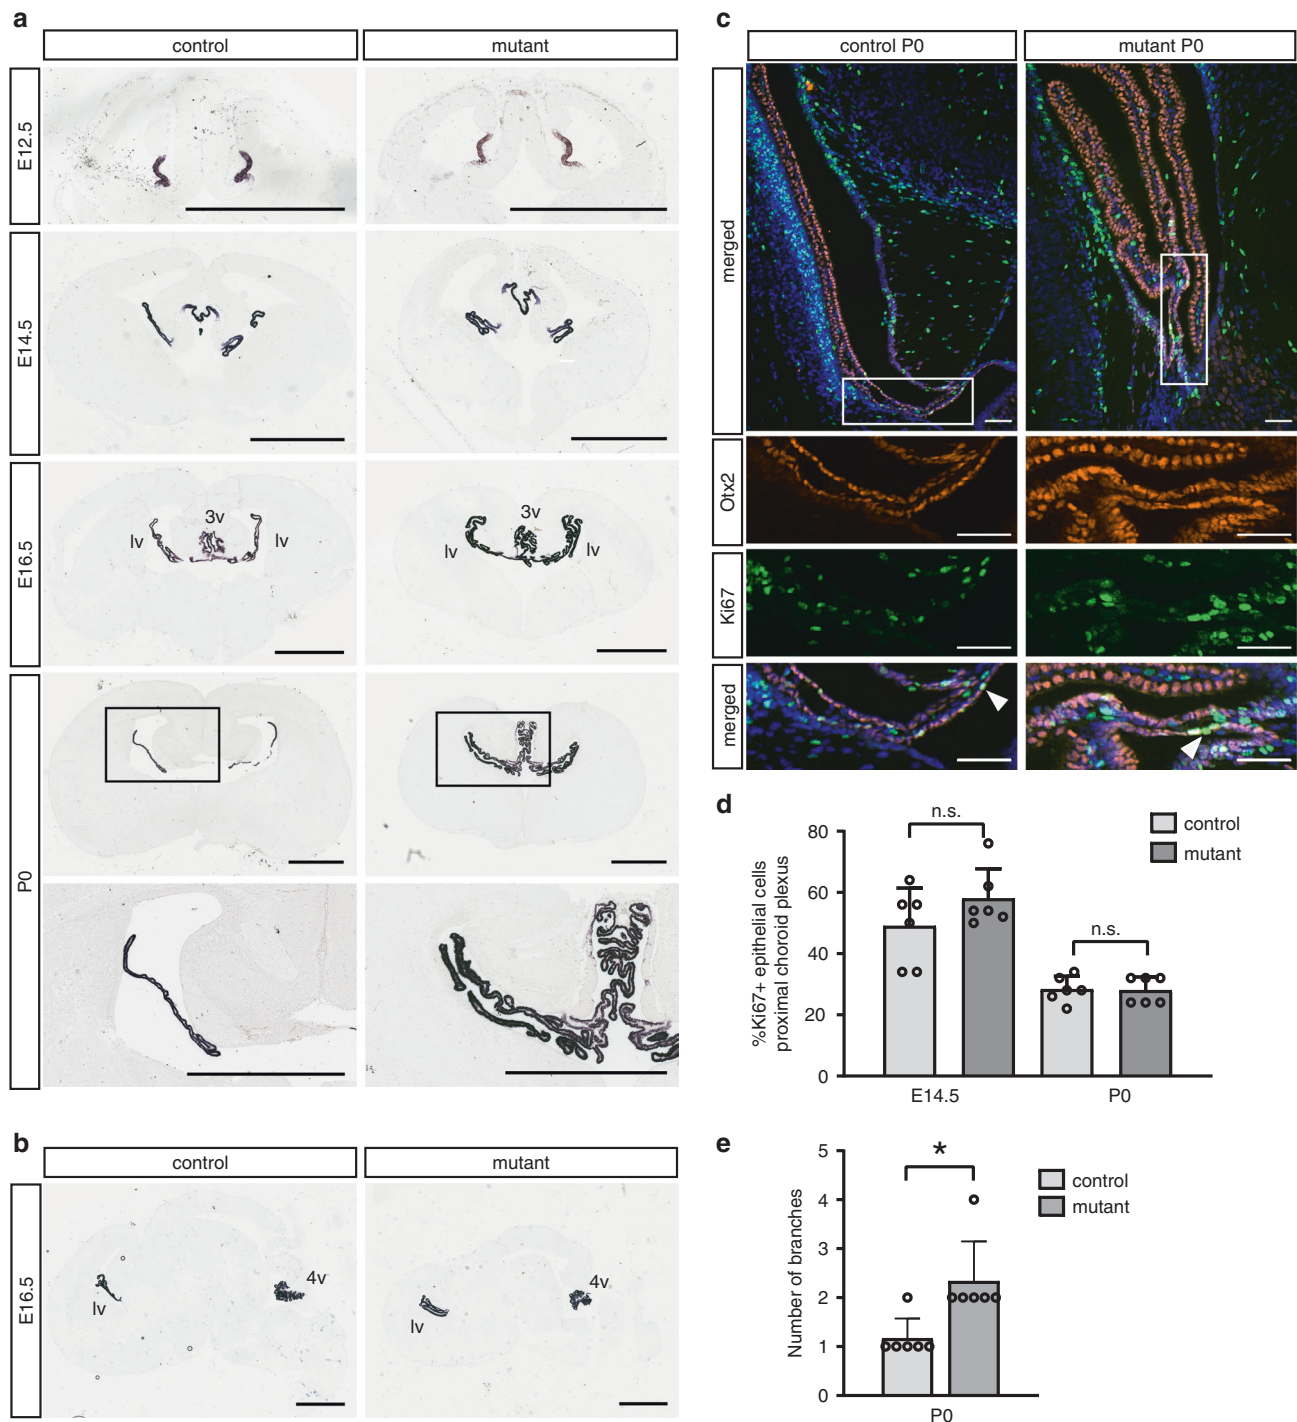 a
control
mutant
E12.5
E14.5
E16.5
3v
lv
lv
3v
lv
lv
P0
b
control
mutant
E16.5
lv
4v
lv
4v
c
control P0
mutant P0
merged
Otx2
Ki67
merged
d
%Ki67+ epithelial cells
proximal choroid plexus
80
60
40
20
0
n.s.
n.s.
control
mutant
E14.5
P0
e
Number of branches
5
4
3
2
1
0
*
control
mutant
P0